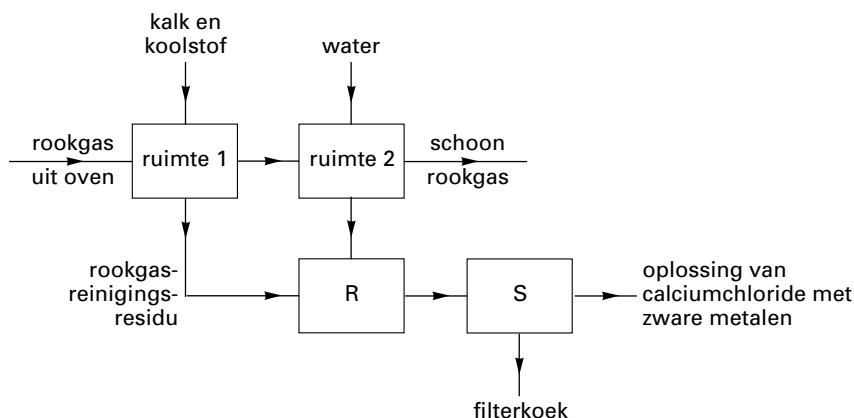 kalk en
koolstof
water
rookgas
uit oven
ruimte 1
ruimte 2
schoon
rookgas
rookgas-
reinigings-
residu
R
S
oplossing van
calciumchloride met
zware metalen
filterkoek